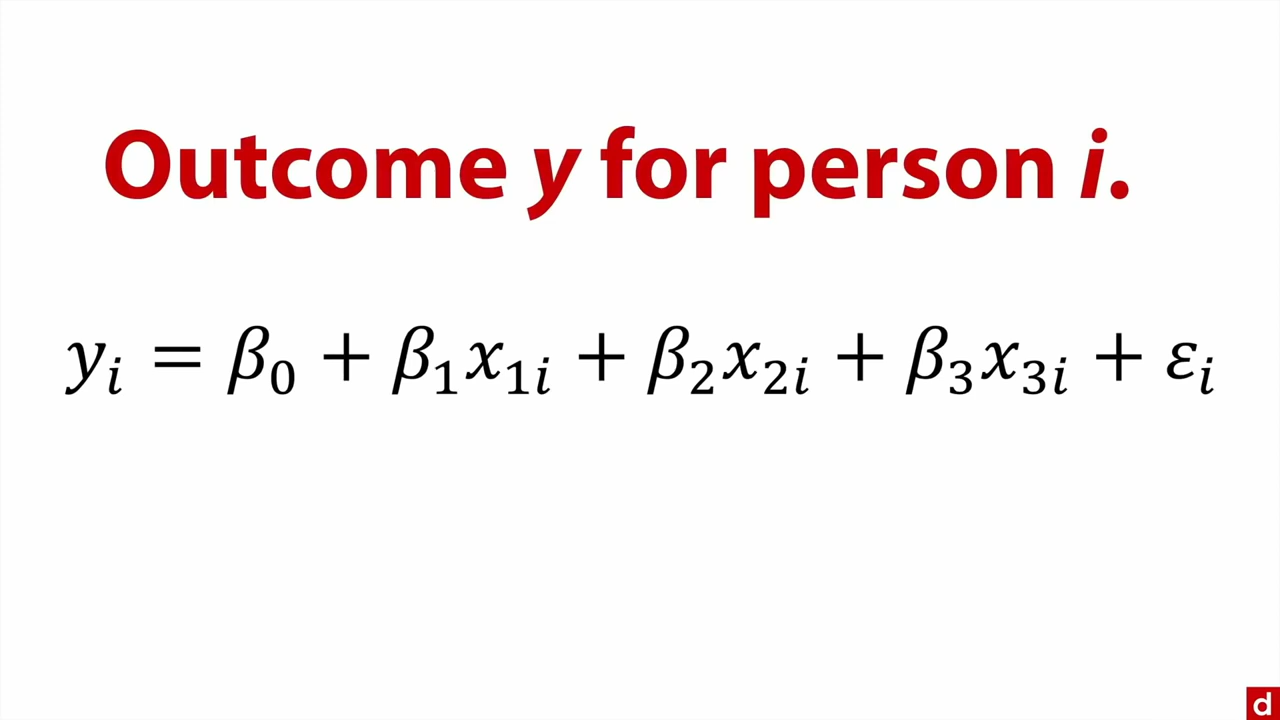 Outcome y for person i.
yᵢ = β₀ + β₁x₁ᵢ + β₂x₂ᵢ + β₃x₃ᵢ + εᵢ
d